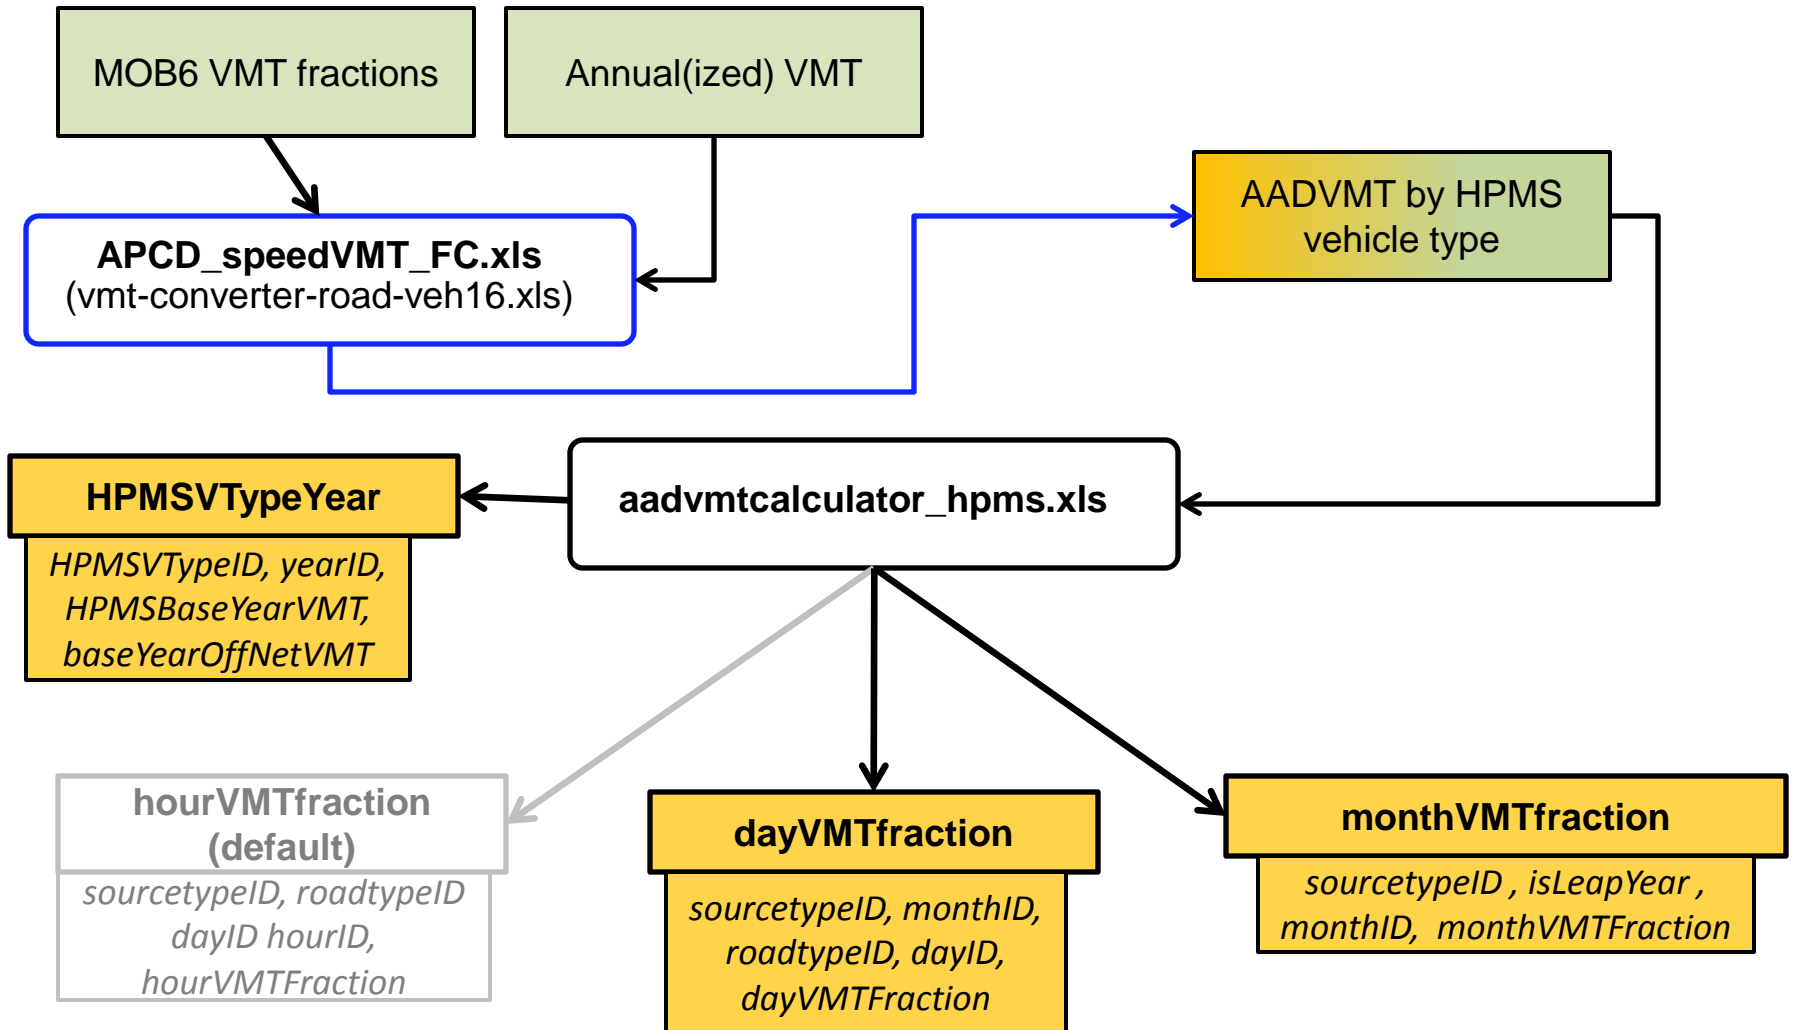 MOB6 VMT fractions
Annual(ized) VMT
AADVMT by HPMS
vehicle type
APCD_speedVMT_FC.xls
(vmt-converter-road-veh16.xls)
HPMSVTypeYear
HPMSVTypeID, yearID,
HPMSBaseYearVMT,
baseYearOffNetVMT
aadvmtcalculator_hpms.xls
hourVMTfraction
(default)
sourcetypeID, roadtypeID
dayID hourID,
hourVMTFraction
dayVMTfraction
sourcetypeID, monthID,
roadtypeID, dayID,
dayVMTFraction
monthVMTfraction
sourcetypeID , isLeapYear ,
monthID, monthVMTFraction